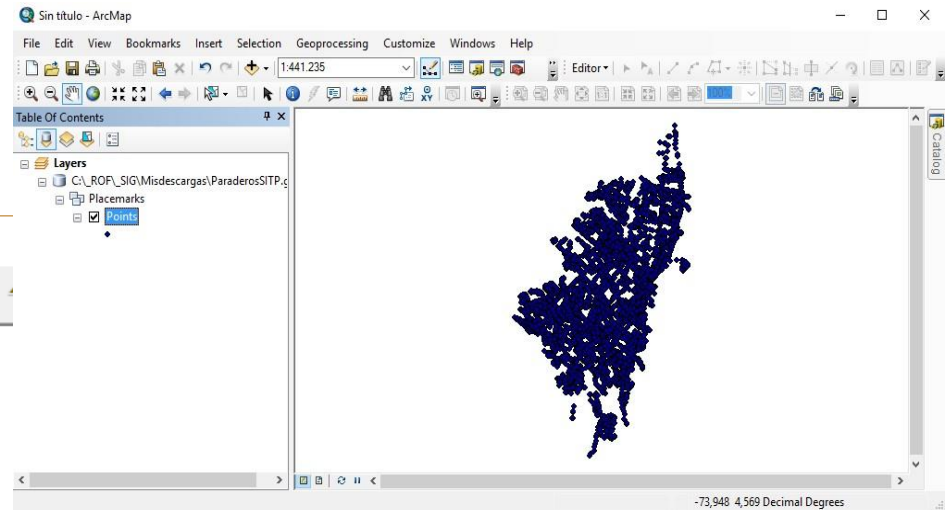 Sin título - ArcMap
File Edit View Bookmarks Insert Selection Geoprocessing Customize Windows Help
1:441.235 Editor
100%
Table Of Contents
Layers
C:\_ROF\_SIG\Misdescargas\ParaderosSITP.g
Placemarks
Points
Catalog
-73,948 4,569 Decimal Degrees